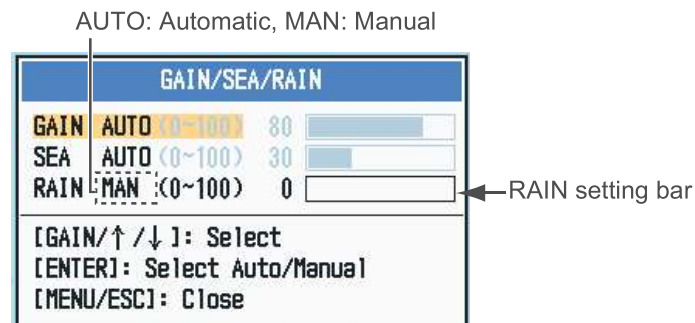 AUTO: Automatic, MAN: Manual
GAIN/SEA/RAIN
GAIN AUTO (0~100) 80
SEA AUTO (0~100) 30
RAIN MAN (0~100) 0
RAIN setting bar
[GAIN/↑/↓]: Select
[ENTER]: Select Auto/Manual
[MENU/ESC]: Close